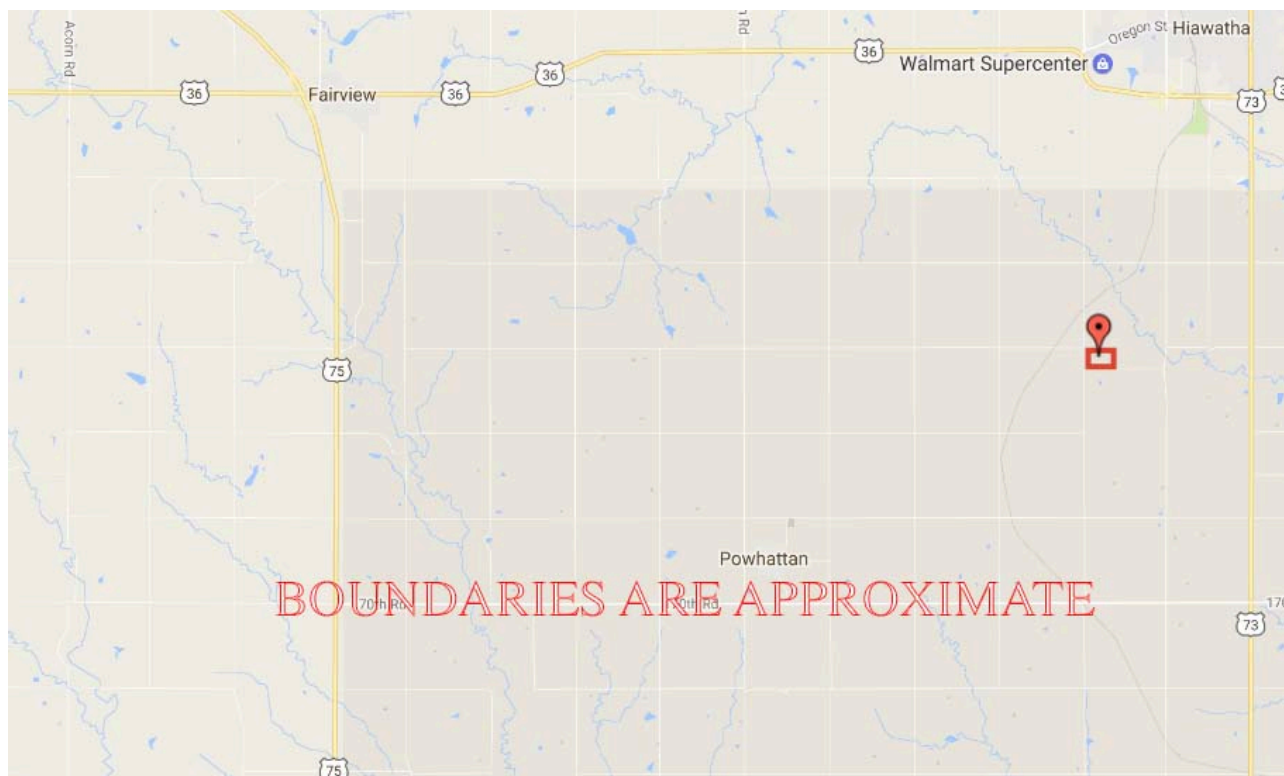 Acorn Rd
Rd
36
Oregon St
Hiawatha
Walmart Supercenter
36
36
Fairview
36
73
75
Powhattan
BOUNDARIES ARE APPROXIMATE
70th Rd
70th Rd
73
75